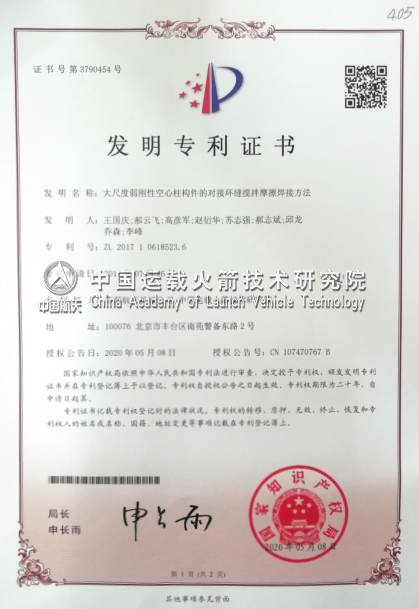 405
证书号第3790454号
发明专利证书
发明名称：大尺度弱刚性空心柱构件的对接环缝搅拌摩擦焊接方法
发明人：王国庆;郝云飞;高彦军;赵衍华;苏志强;郝志斌;邱龙
乔森;李峰
专利号：ZL 2017 1 0618523.6
中国运载火箭技术研究院
中国航天 China Academy of Launch Vehicle Technology
地址：100076 北京市丰台区南苑警备东路2号
授权公告日：2020年05月08日 授权公告号：CN 107470767 B
国家知识产权局依照中华人民共和国专利法进行审查，决定授予专利权，颁发发明专利
证书并在专利登记簿上予以登记。专利权自授权公告之日起生效。专利权期限为二十年，自
申请日起算。
专利证书记载专利权登记时的法律状况。专利权的转移、质押、无效、终止、恢复和专
利权人的姓名或名称、国籍、地址变更等事项记载在专利登记簿上。
局长
申长雨
申长雨
国家知识产权局
2020年05月08日
第1页(共2页)
其他事项参见背面